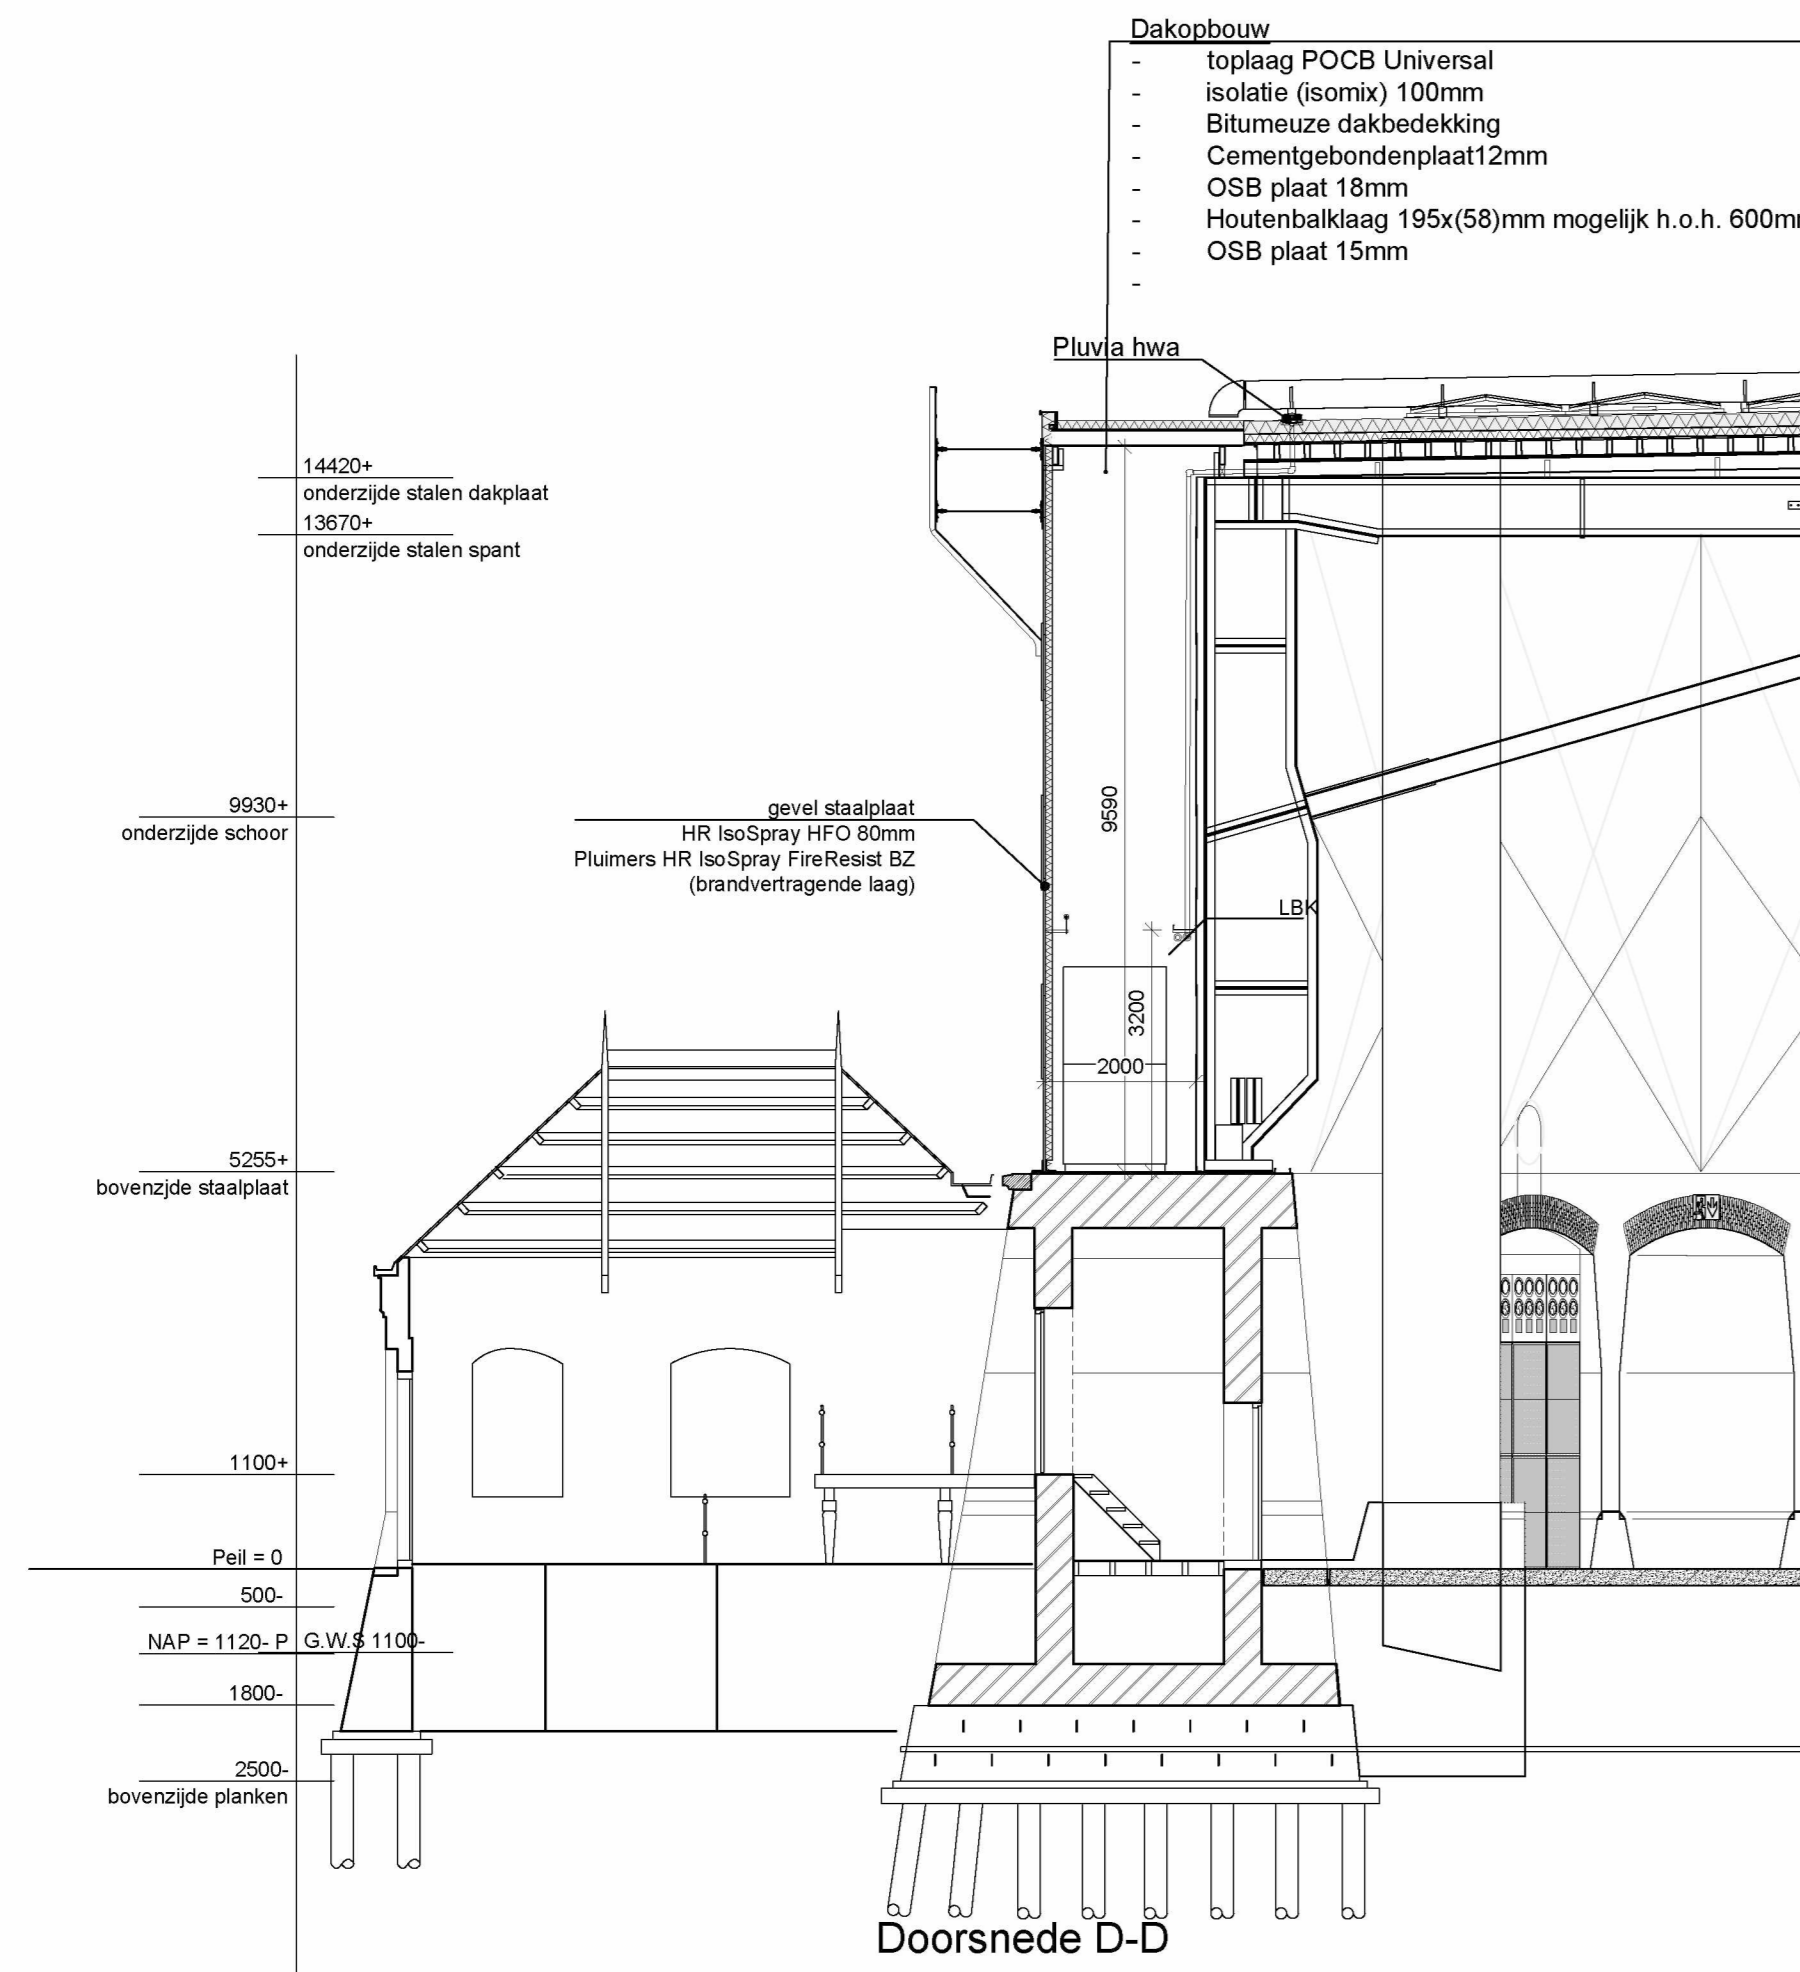 Dakopbouw
- toplaag POCB Universal
- isolatie (isomix) 100mm
- Bitumeuze dakbedekking
- Cementgebondenplaat12mm
- OSB plaat 18mm
- Houtenbalklaag 195x(58)mm mogelijk h.o.h. 600m
- OSB plaat 15mm
-
Pluvia hwa
14420+
onderzijde stalen dakplaat
13670+
onderzijde stalen spant
9930+
onderzijde schoor
gevel staalplaat
HR IsoSpray HFO 80mm
Pluimers HR IsoSpray FireResist BZ
(brandvertragende laag)
9590
LBK
3200
2000
5255+
bovenzjde staalplaat
1100+
Peil = 0
500-
NAP = 1120- P
G.W.S 1100-
1800-
2500-
bovenzijde planken
Doorsnede D-D